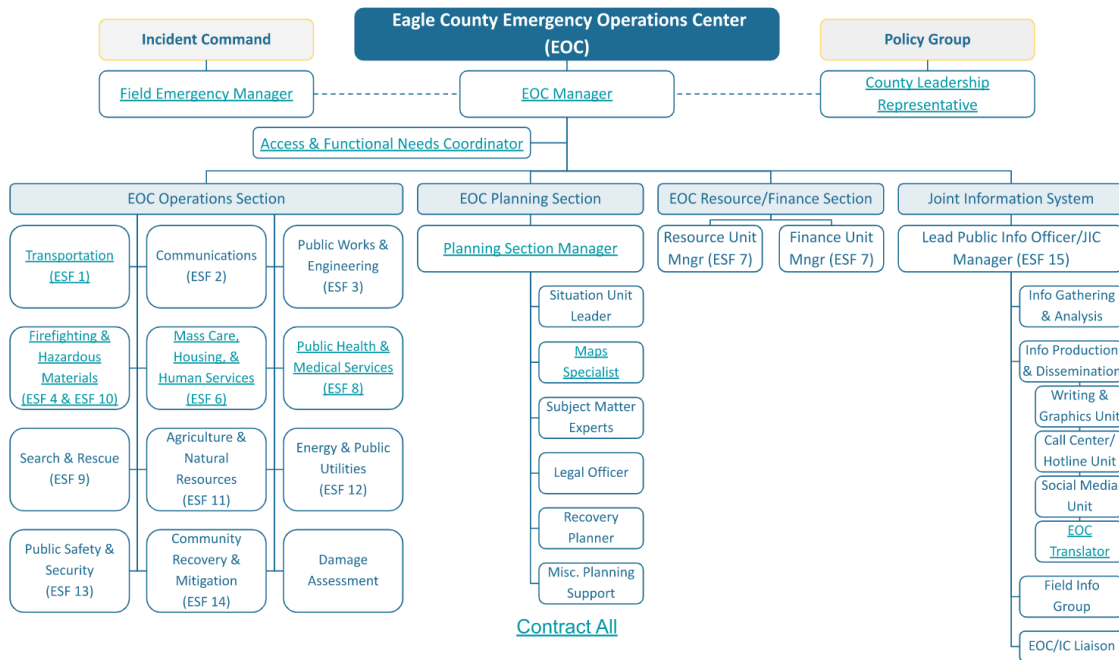 Eagle County Emergency Operations Center
(EOC)
Incident Command
Policy Group
Field Emergency Manager
EOC Manager
County Leadership
Representative
Access & Functional Needs Coordinator
EOC Operations Section
EOC Planning Section
EOC Resource/Finance Section
Joint Information System
Transportation
(ESF 1)
Communications
(ESF 2)
Public Works &
Engineering
(ESF 3)
Firefighting &
Hazardous
Materials
(ESF 4 & ESF 10)
Mass Care,
Housing, &
Human Services
(ESF 6)
Public Health &
Medical Services
(ESF 8)
Search & Rescue
(ESF 9)
Agriculture &
Natural
Resources
(ESF 11)
Energy & Public
Utilities
(ESF 12)
Public Safety &
Security
(ESF 13)
Community
Recovery &
Mitigation
(ESF 14)
Damage
Assessment
Planning Section Manager
Situation Unit
Leader
Maps
Specialist
Subject Matter
Experts
Legal Officer
Recovery
Planner
Misc. Planning
Support
Resource Unit
Mngr (ESF 7)
Finance Unit
Mngr (ESF 7)
Lead Public Info Officer/JIC
Manager (ESF 15)
Info Gathering
& Analysis
Info Production
& Dissemination
Writing &
Graphics Unit
Call Center/
Hotline Unit
Social Media
Unit
EOC
Translator
Field Info
Group
EOC/IC Liaison
Contract All